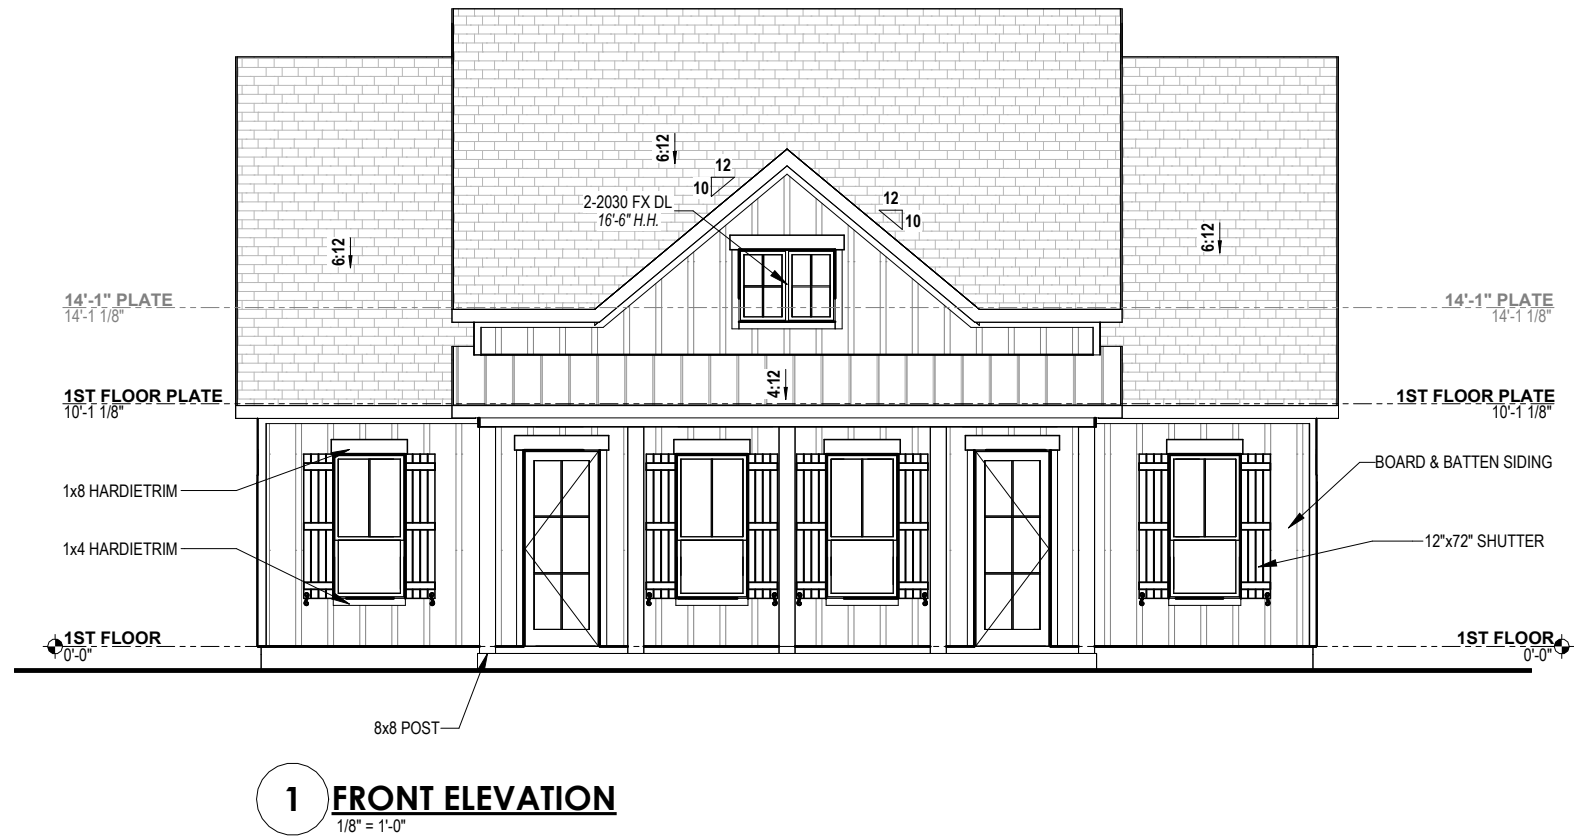 6:12
12
10
2-2030 FX DL
16'-6" H.H.
12
10
6:12
6:12
14'-1" PLATE
14'-1 1/8"
14'-1" PLATE
14'-1 1/8"
4:12
1ST FLOOR PLATE
10'-1 1/8"
1ST FLOOR PLATE
10'-1 1/8"
1x8 HARDIETRIM
BOARD & BATTEN SIDING
1x4 HARDIETRIM
12"x72" SHUTTER
1ST FLOOR
0'-0"
1ST FLOOR
0'-0"
8x8 POST
1 FRONT ELEVATION
1/8" = 1'-0"